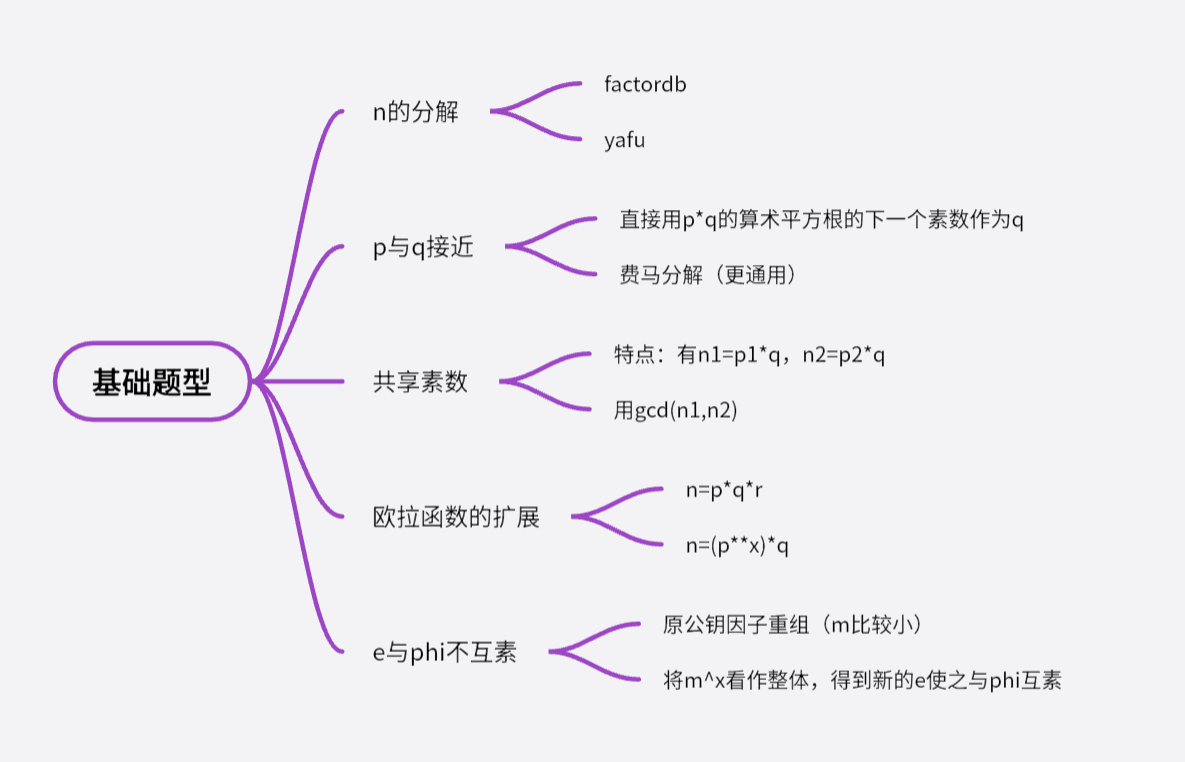 基础题型
n的分解
factordb
yafu
p与q接近
直接用p*q的算术平方根的下一个素数作为q
费马分解（更通用）
共享素数
特点：有n1=p1*q，n2=p2*q
用gcd(n1,n2)
欧拉函数的扩展
n=p*q*r
n=(p**x)*q
e与phi不互素
原公钥因子重组（m比较小）
将m^x看作整体，得到新的e使之与phi互素